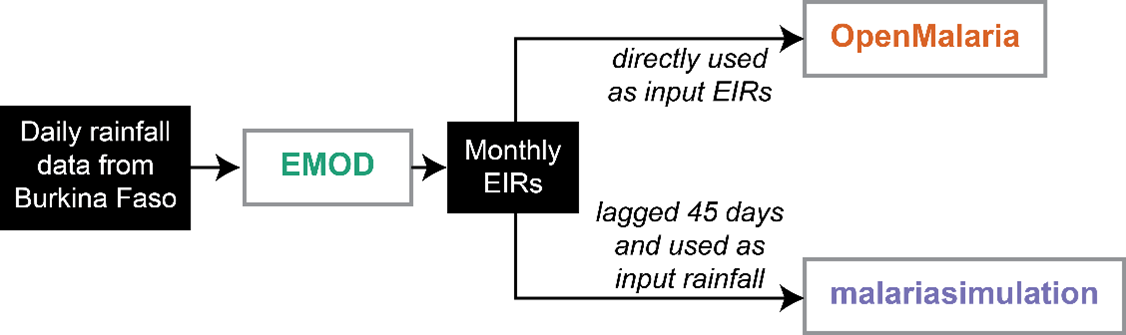 Daily rainfall
data from
Burkina Faso
EMOD
Monthly
EIRs
directly used
as input EIRs
OpenMalaria
lagged 45 days
and used as
input rainfall
malariasimulation